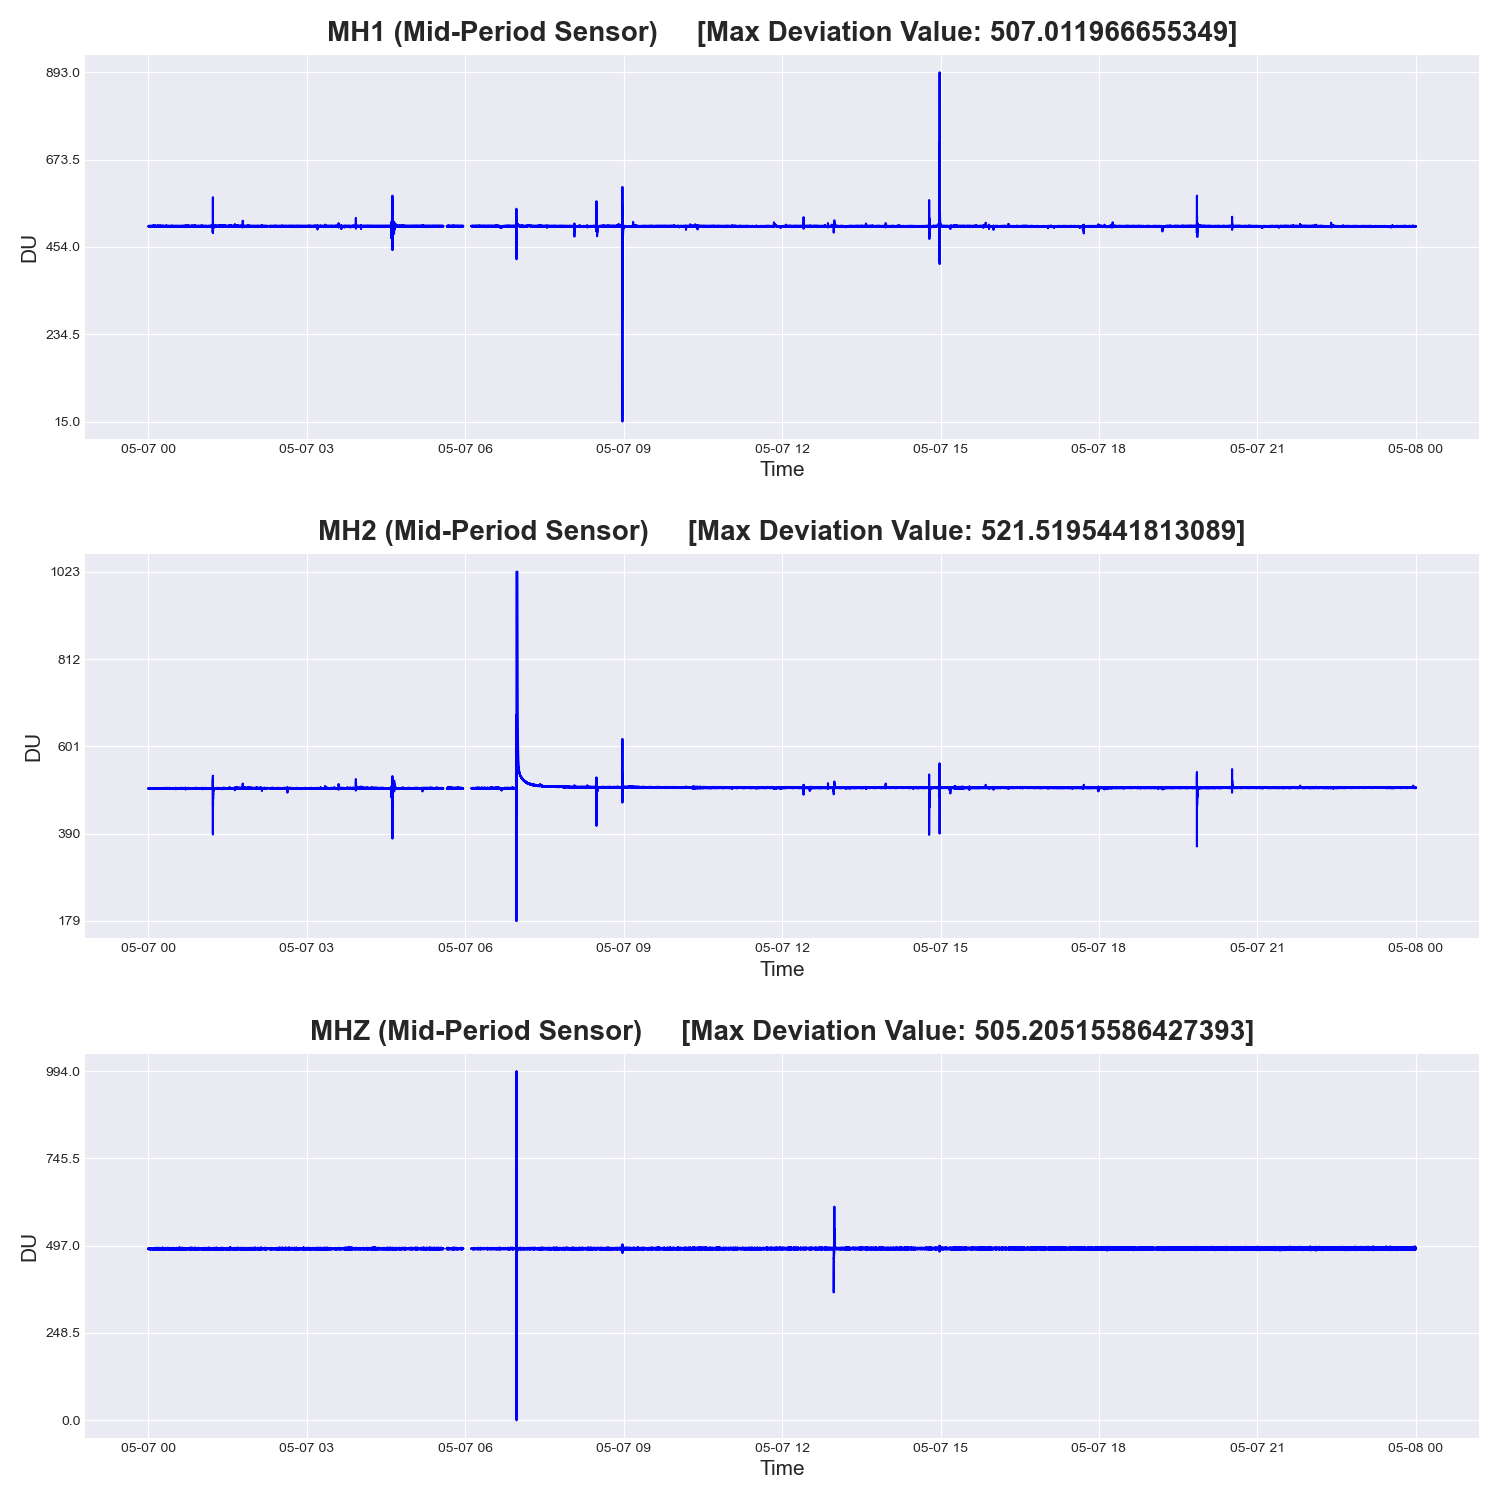 MH1 (Mid-Period Sensor) [Max Deviation Value: 507.011966655349]
893.0
673.5
454.0
234.5
15.0
DU
05-07 00 05-07 03 05-07 06 05-07 09 05-07 12 05-07 15 05-07 18 05-07 21 05-08 00
Time
MH2 (Mid-Period Sensor) [Max Deviation Value: 521.5195441813089]
1023
812
601
390
179
DU
05-07 00 05-07 03 05-07 06 05-07 09 05-07 12 05-07 15 05-07 18 05-07 21 05-08 00
Time
MHZ (Mid-Period Sensor) [Max Deviation Value: 505.20515586427393]
994.0
745.5
497.0
248.5
0.0
DU
05-07 00 05-07 03 05-07 06 05-07 09 05-07 12 05-07 15 05-07 18 05-07 21 05-08 00
Time